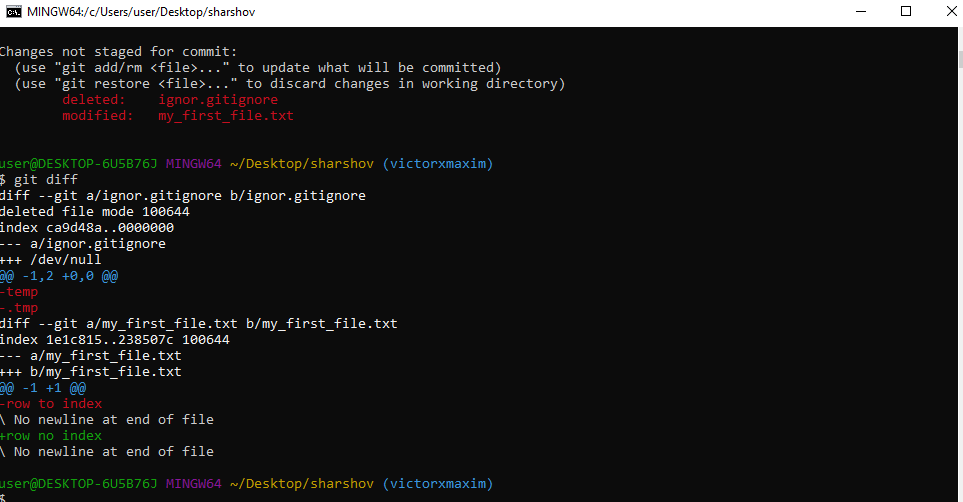 MINGW64:/c/Users/user/Desktop/sharshov
Changes not staged for commit:
  (use "git add/rm <file>..." to update what will be committed)
  (use "git restore <file>..." to discard changes in working directory)
        deleted:    ignor.gitignore
        modified:   my_first_file.txt
user@DESKTOP-6U5B76J MINGW64 ~/Desktop/sharshov (victorxmaxim)
$ git diff
diff --git a/ignor.gitignore b/ignor.gitignore
deleted file mode 100644
index ca9d48a..0000000
--- a/ignor.gitignore
+++ /dev/null
@@ -1,2 +0,0 @@
-temp
-.tmp
diff --git a/my_first_file.txt b/my_first_file.txt
index 1e1c815..238507c 100644
--- a/my_first_file.txt
+++ b/my_first_file.txt
@@ -1 +1 @@
-row to index
\ No newline at end of file
+row no index
\ No newline at end of file
user@DESKTOP-6U5B76J MINGW64 ~/Desktop/sharshov (victorxmaxim)
$